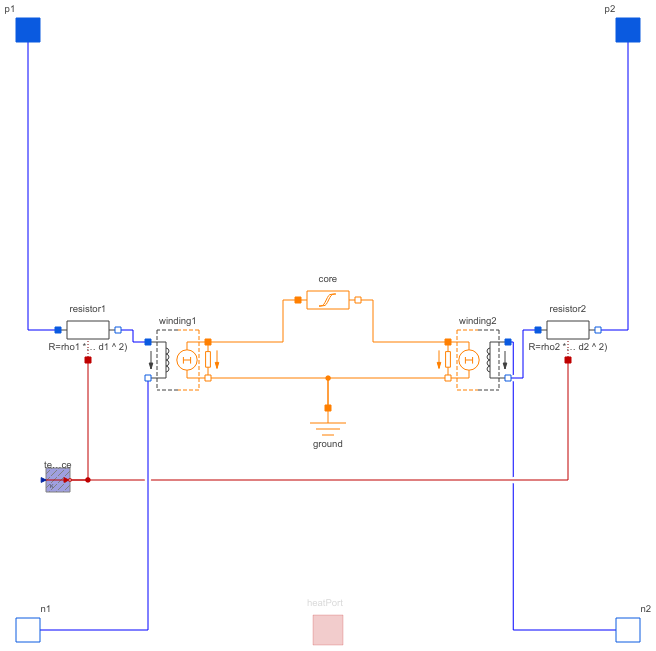 p1
p2
core
resistor1
resistor2
winding1
winding2
R=rho1 *... d1 ^ 2)
R=rho2 *... d2 ^ 2)
ground
te...ce
K
heatPort
n1
n2